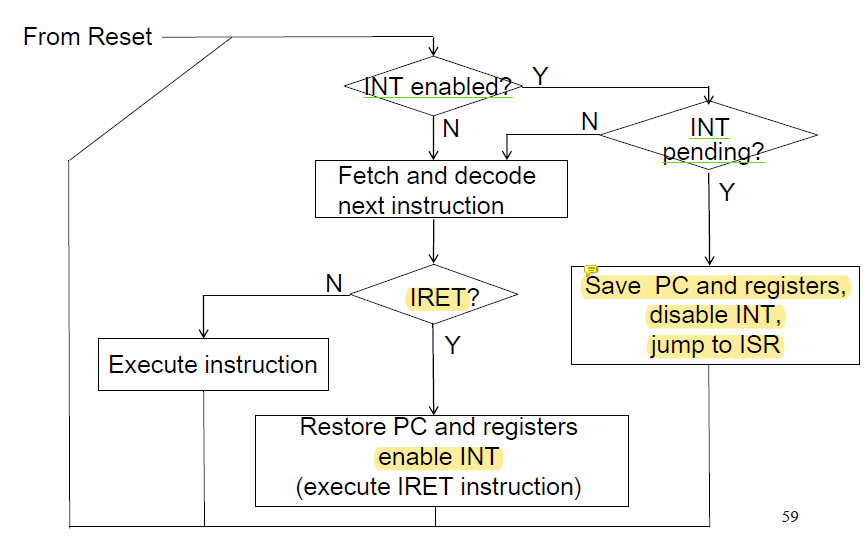 From Reset
INT enabled?
Y
N
N
INT
pending?
Fetch and decode
next instruction
Y
N
IRET?
Save PC and registers,
disable INT,
jump to ISR
Y
Execute instruction
Restore PC and registers
enable INT
(execute IRET instruction)
59